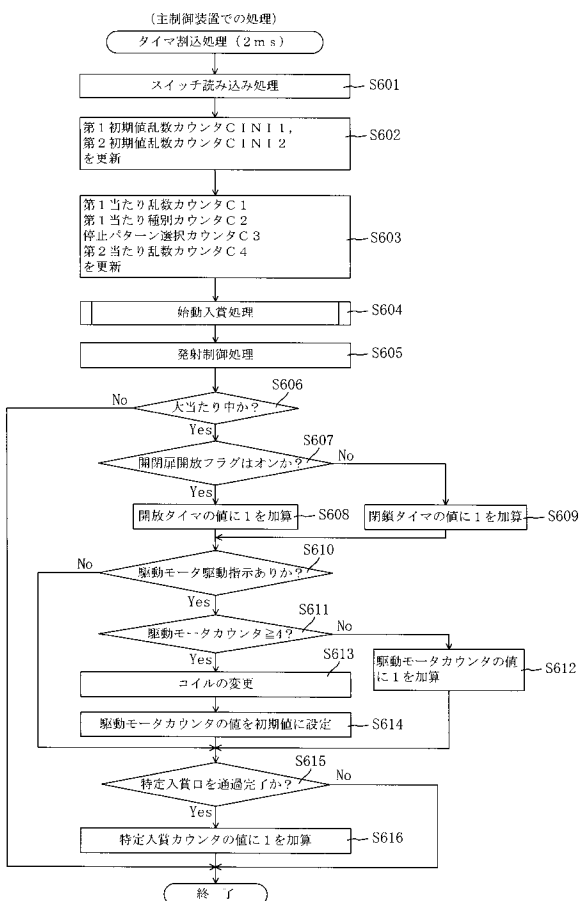 (主制御装置での処理)
タイマ割込処理(2ms)
スイッチ読み込み処理
S601
第1初期値乱数カウンタCINI1,
第2初期値乱数カウンタCINI2
を更新
S602
第1当たり乱数カウンタC1
第1当たり種別カウンタC2
停止パターン選択カウンタC3
第2当たり乱数カウンタC4
を更新
S603
始動入賞処理
S604
発射制御処理
S605
S606
大当たり中か?
No
Yes
S607
開閉扉開放フラグはオンか?
No
Yes
開放タイマの値に1を加算
S608
閉鎖タイマの値に1を加算
S609
S610
駆動モータ駆動指示ありか?
No
Yes
S611
駆動モータカウンタ≧4?
No
Yes
S613
コイルの変更
駆動モータカウンタの値
に1を加算
S612
駆動モータカウンタの値を初期値に設定
S614
S615
特定入賞口を通過完了か?
No
Yes
特定入賞カウンタの値に1を加算
S616
終 了